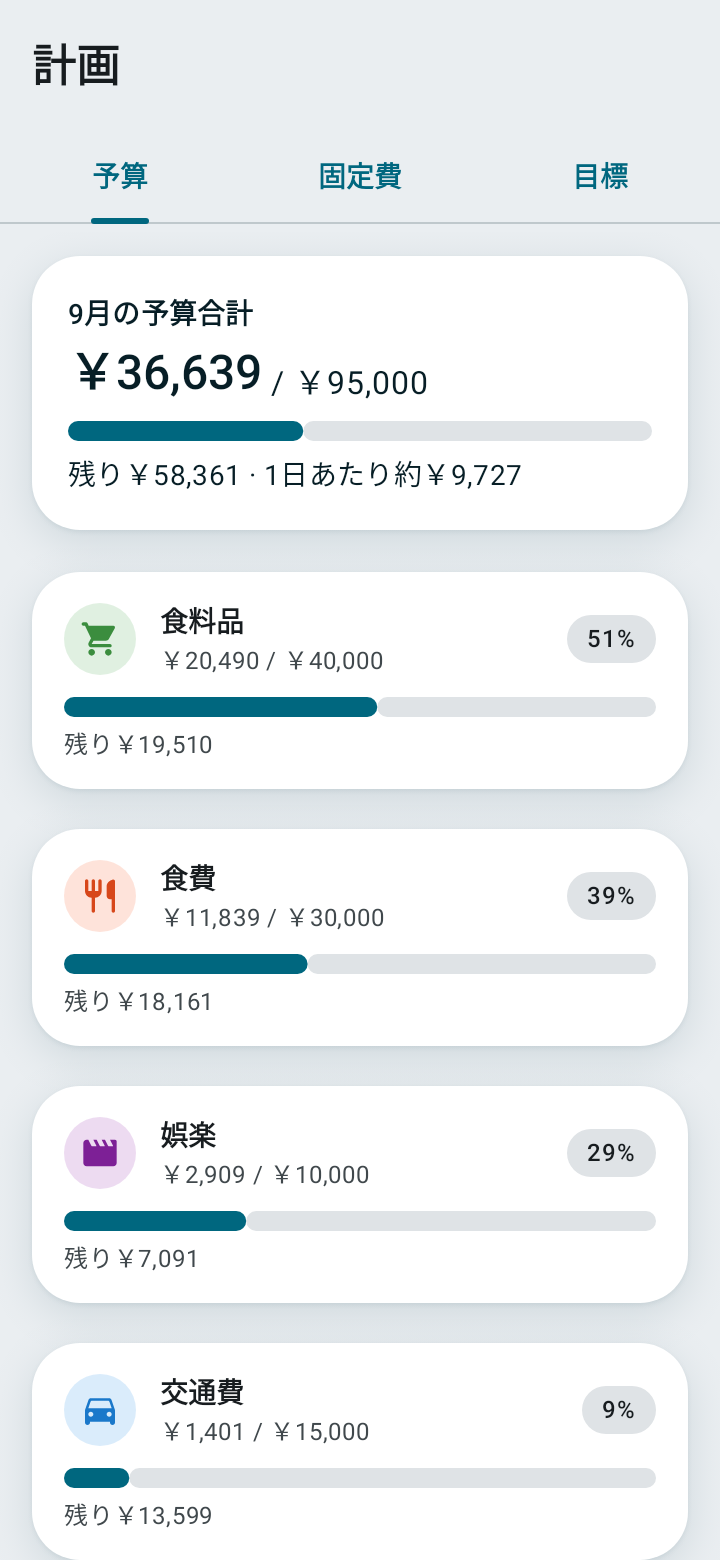 計画
予算 固定費 目標
9月の予算合計
￥36,639 / ￥95,000
残り￥58,361 · 1日あたり約￥9,727
食料品
￥20,490 / ￥40,000
51%
残り￥19,510
食費
￥11,839 / ￥30,000
39%
残り￥18,161
娯楽
￥2,909 / ￥10,000
29%
残り￥7,091
交通費
￥1,401 / ￥15,000
9%
残り￥13,599